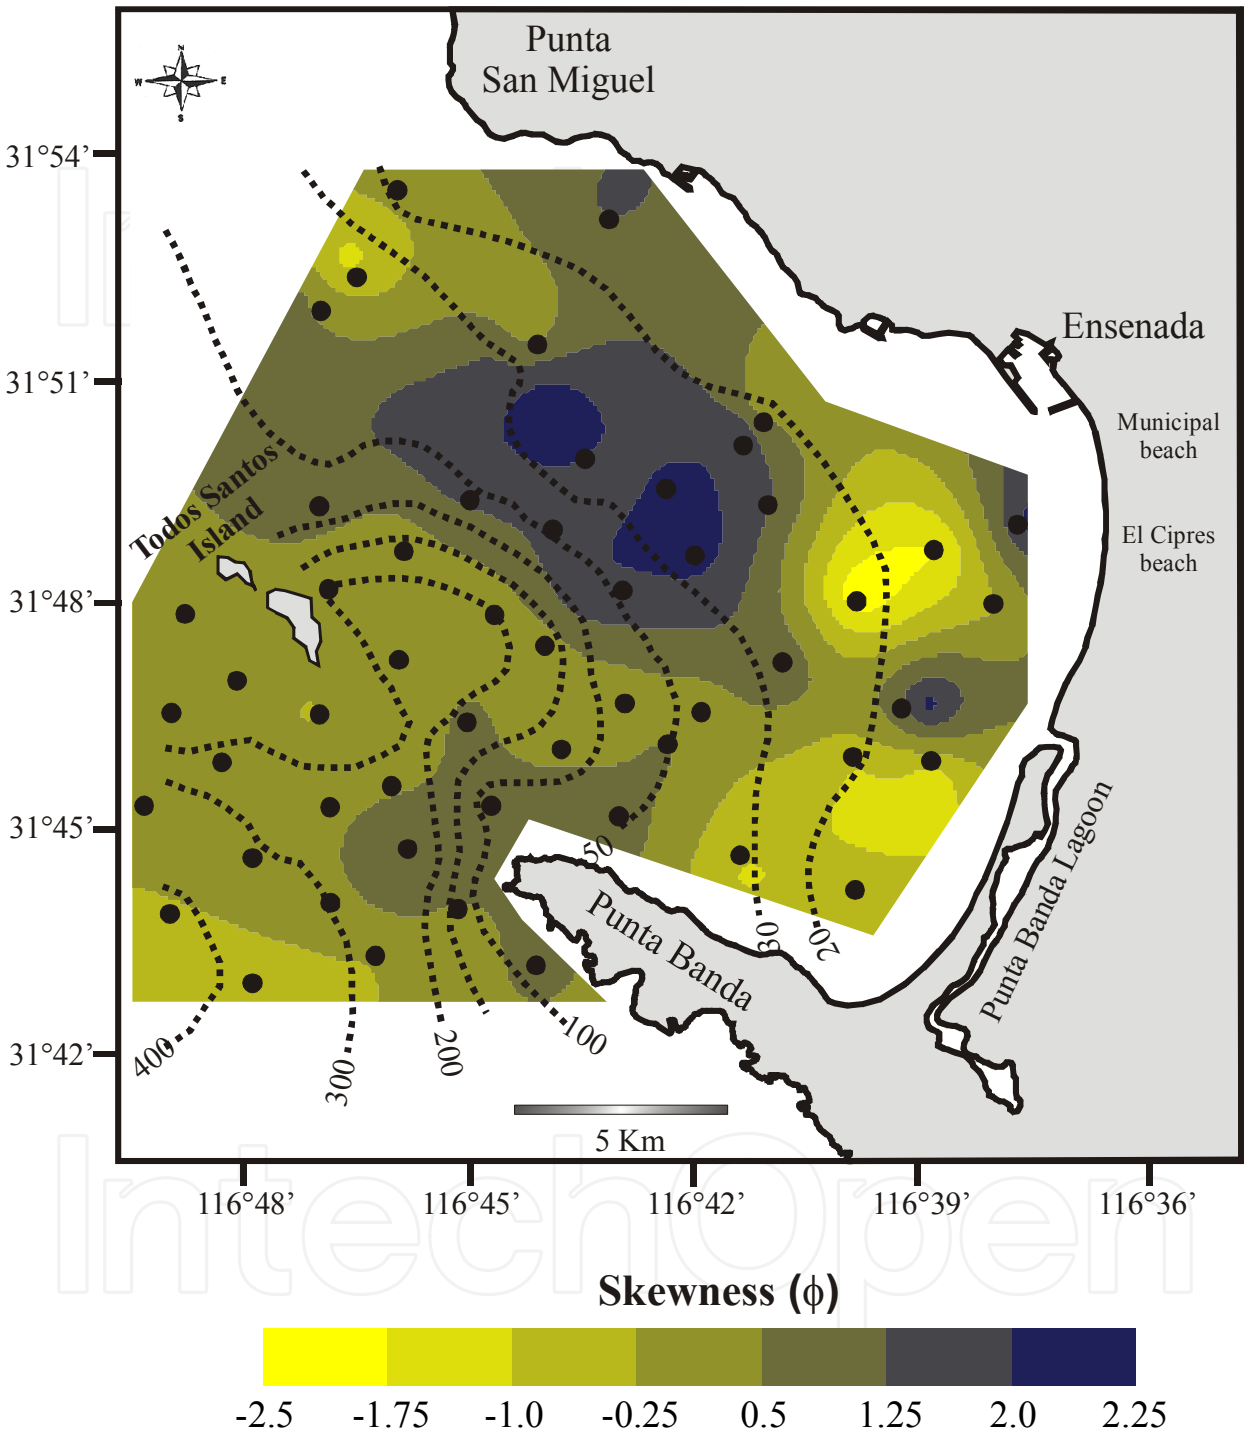 Punta
San Miguel
N
W
E
S
31°54’
Ensenada
31°51’
Municipal
beach
Todos Santos
Island
El Cipres
beach
31°48’
31°45’
50
Punta Banda Lagoon
Punta Banda
30
20
31°42’
400
300
200
100
5 Km
116°48’
116°45’
116°42’
116°39’
116°36’
IntechOpen
Skewness (ϕ)
-2.5
-1.75
-1.0
-0.25
0.5
1.25
2.0
2.25